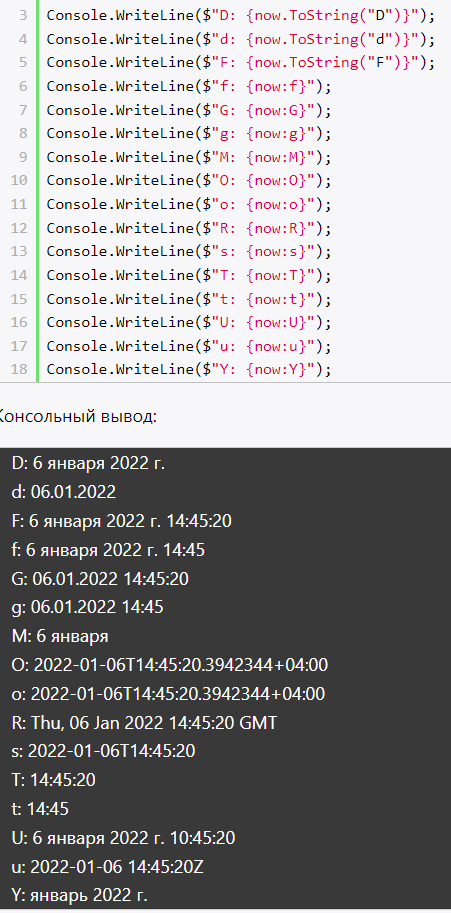 3 Console.WriteLine($"D: {now.ToString("D")}");
4 Console.WriteLine($"d: {now.ToString("d")}");
5 Console.WriteLine($"F: {now.ToString("F")}");
6 Console.WriteLine($"f: {now:f}");
7 Console.WriteLine($"G: {now:G}");
8 Console.WriteLine($"g: {now:g}");
9 Console.WriteLine($"M: {now:M}");
10 Console.WriteLine($"O: {now:O}");
11 Console.WriteLine($"o: {now:o}");
12 Console.WriteLine($"R: {now:R}");
13 Console.WriteLine($"s: {now:s}");
14 Console.WriteLine($"T: {now:T}");
15 Console.WriteLine($"t: {now:t}");
16 Console.WriteLine($"U: {now:U}");
17 Console.WriteLine($"u: {now:u}");
18 Console.WriteLine($"Y: {now:Y}");
Консольный вывод:
D: 6 января 2022 г.
d: 06.01.2022
F: 6 января 2022 г. 14:45:20
f: 6 января 2022 г. 14:45
G: 06.01.2022 14:45:20
g: 06.01.2022 14:45
M: 6 января
O: 2022-01-06T14:45:20.3942344+04:00
o: 2022-01-06T14:45:20.3942344+04:00
R: Thu, 06 Jan 2022 14:45:20 GMT
s: 2022-01-06T14:45:20
T: 14:45:20
t: 14:45
U: 6 января 2022 г. 10:45:20
u: 2022-01-06 14:45:20Z
Y: январь 2022 г.